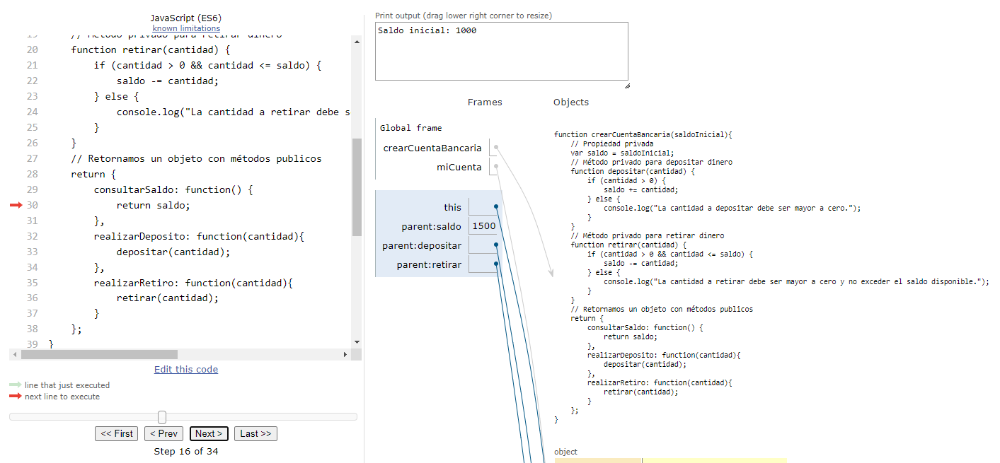 JavaScript (ES6)
known limitations
19     // Método privado para retirar dinero
20     function retirar(cantidad) {
21         if (cantidad > 0 && cantidad <= saldo) {
22             saldo -= cantidad;
23         } else {
24             console.log("La cantidad a retirar debe s
25         }
26     }
27     // Retornamos un objeto con métodos publicos
28     return {
29         consultarSaldo: function() {
30             return saldo;
31         },
32         realizarDeposito: function(cantidad){
33             depositar(cantidad);
34         },
35         realizarRetiro: function(cantidad){
36             retirar(cantidad);
37         }
38     };
39 }
Edit this code
line that just executed
next line to execute
<< First
< Prev
Next >
Last >>
Step 16 of 34
Print output (drag lower right corner to resize)
Saldo inicial: 1000
Frames
Objects
Global frame
crearCuentaBancaria
miCuenta
this
parent:saldo 1500
parent:depositar
parent:retirar
function crearCuentaBancaria(saldoInicial){
    // Propiedad privada
    var saldo = saldoInicial;
    // Método privado para depositar dinero
    function depositar(cantidad) {
        if (cantidad > 0) {
            saldo += cantidad;
        } else {
            console.log("La cantidad a depositar debe ser mayor a cero.");
        }
    }
    // Método privado para retirar dinero
    function retirar(cantidad) {
        if (cantidad > 0 && cantidad <= saldo) {
            saldo -= cantidad;
        } else {
            console.log("La cantidad a retirar debe ser mayor a cero y no exceder el saldo disponible.");
        }
    }
    // Retornamos un objeto con métodos publicos
    return {
        consultarSaldo: function() {
            return saldo;
        },
        realizarDeposito: function(cantidad){
            depositar(cantidad);
        },
        realizarRetiro: function(cantidad){
            retirar(cantidad);
        }
    };
}
object